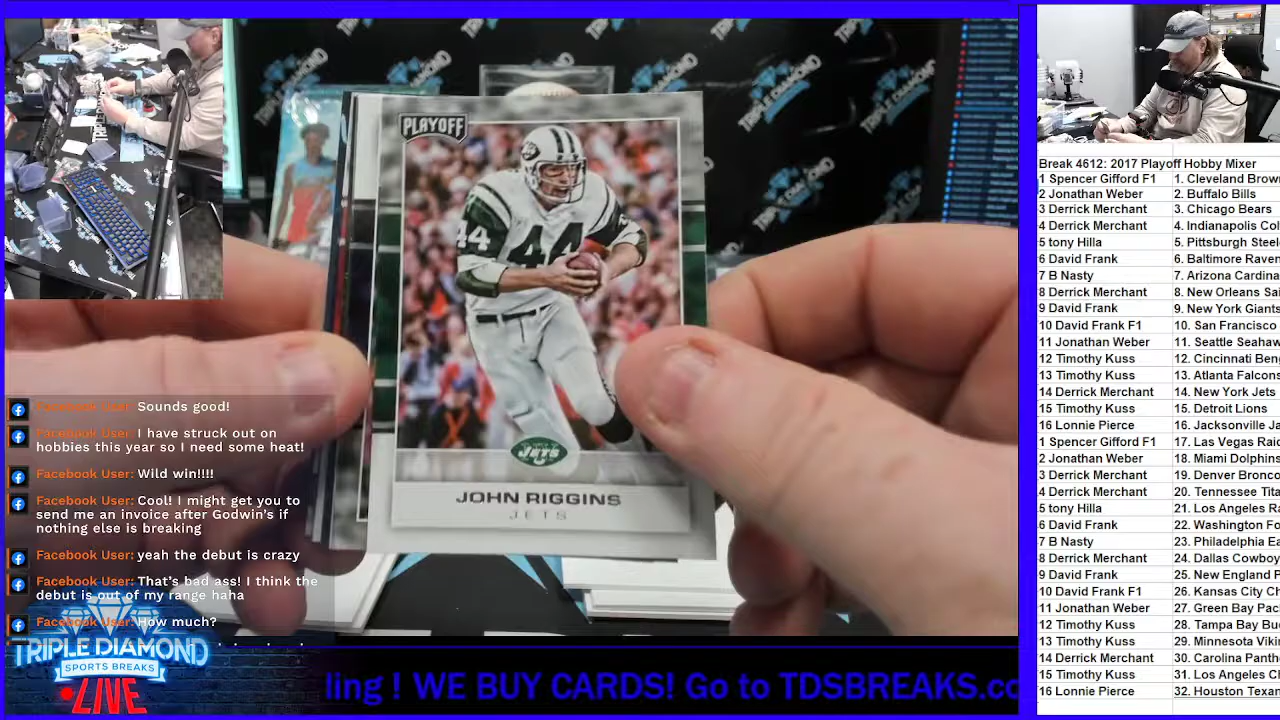 PLAYOFF
44
44
JETS
JOHN RIGGINS
JETS
Facebook User: Sounds good!
Facebook User: I have struck out on
hobbies this year so I need some heat!
Facebook User: Wild win!!!!
Facebook User: Cool! I might get you to
send me an invoice after Godwin's if
nothing else is breaking
Facebook User: yeah the debut is crazy
Facebook User: That's bad ass! I think the
debut is out of my range haha
Facebook User: How much?
TRIPLE DIAMOND
SPORTS BREAKS
LIVE
ling ! WE BUY CARDS! to TDSBREAKS.co
Break 4612: 2017 Playoff Hobby Mixer
1 Spencer Gifford F1 1. Cleveland Brown
2 Jonathan Weber 2. Buffalo Bills
3 Derrick Merchant 3. Chicago Bears
4 Derrick Merchant 4. Indianapolis Col
5 tony Hilla 5. Pittsburgh Steel
6 David Frank 6. Baltimore Raven
7 B Nasty 7. Arizona Cardina
8 Derrick Merchant 8. New Orleans Sai
9 David Frank 9. New York Giants
10 David Frank F1 10. San Francisco
11 Jonathan Weber 11. Seattle Seahaw
12 Timothy Kuss 12. Cincinnati Ben
13 Timothy Kuss 13. Atlanta Falcons
14 Derrick Merchant 14. New York Jets
15 Timothy Kuss 15. Detroit Lions
16 Lonnie Pierce 16. Jacksonville Ja
1 Spencer Gifford F1 17. Las Vegas Raid
2 Jonathan Weber 18. Miami Dolphins
3 Derrick Merchant 19. Denver Bronco
4 Derrick Merchant 20. Tennessee Tita
5 tony Hilla 21. Los Angeles Ra
6 David Frank 22. Washington Fo
7 B Nasty 23. Philadelphia Ea
8 Derrick Merchant 24. Dallas Cowboy
9 David Frank 25. New England P
10 David Frank F1 26. Kansas City Ch
11 Jonathan Weber 27. Green Bay Pac
12 Timothy Kuss 28. Tampa Bay Buc
13 Timothy Kuss 29. Minnesota Viki
14 Derrick Merchant 30. Carolina Panth
15 Timothy Kuss 31. Los Angeles C
16 Lonnie Pierce 32. Houston Texan